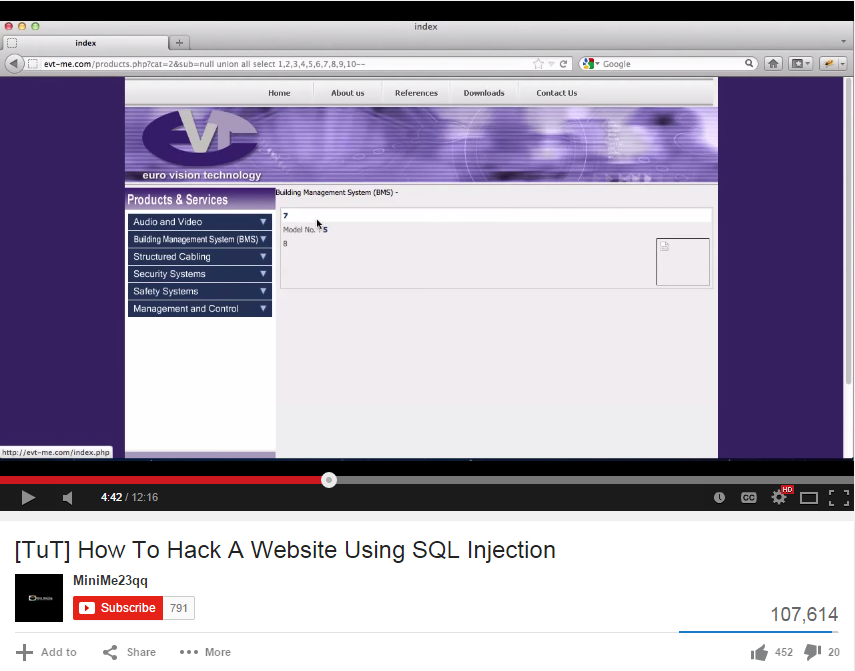 index
index
evt-me.com/products.php?cat=2&sub=null union all select 1,2,3,4,5,6,7,8,9,10--
Google
Home About us References Downloads Contact Us
EVT
euro vision technology
Products & Services
Building Management System (BMS) -
Audio and Video
Building Management System (BMS)
Structured Cabling
Security Systems
Safety Systems
Management and Control
7
Model No. : 5
8
http://evt-me.com/index.php
4:42 / 12:16
CC
HD
[TuT] How To Hack A Website Using SQL Injection
MiniMe23qq
Subscribe 791
107,614
Add to Share More
452 20